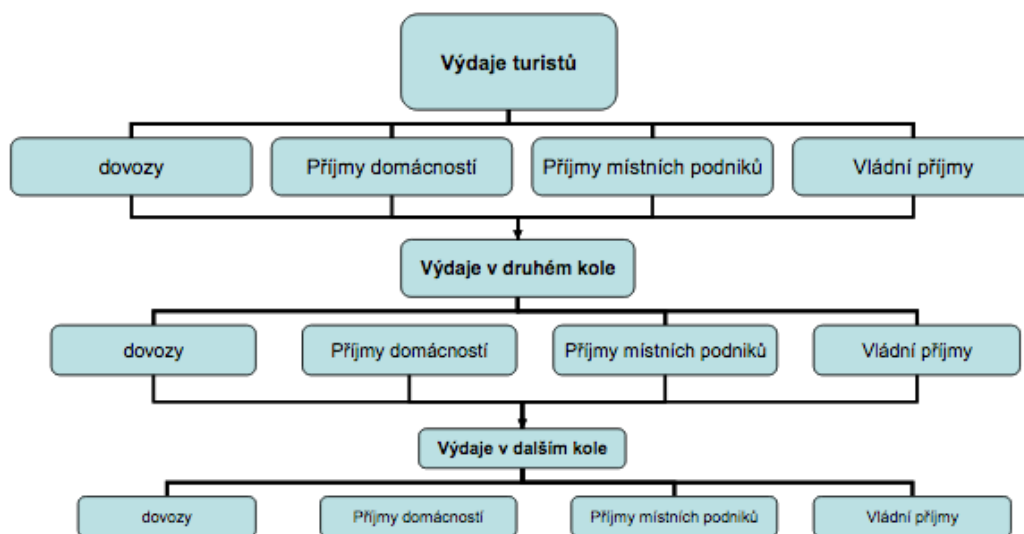 Výdaje turistů
dovozy
Příjmy domácností
Příjmy místních podniků
Vládní příjmy
Výdaje v druhém kole
dovozy
Příjmy domácností
Příjmy místních podniků
Vládní příjmy
Výdaje v dalším kole
dovozy
Příjmy domácností
Příjmy místních podniků
Vládní příjmy